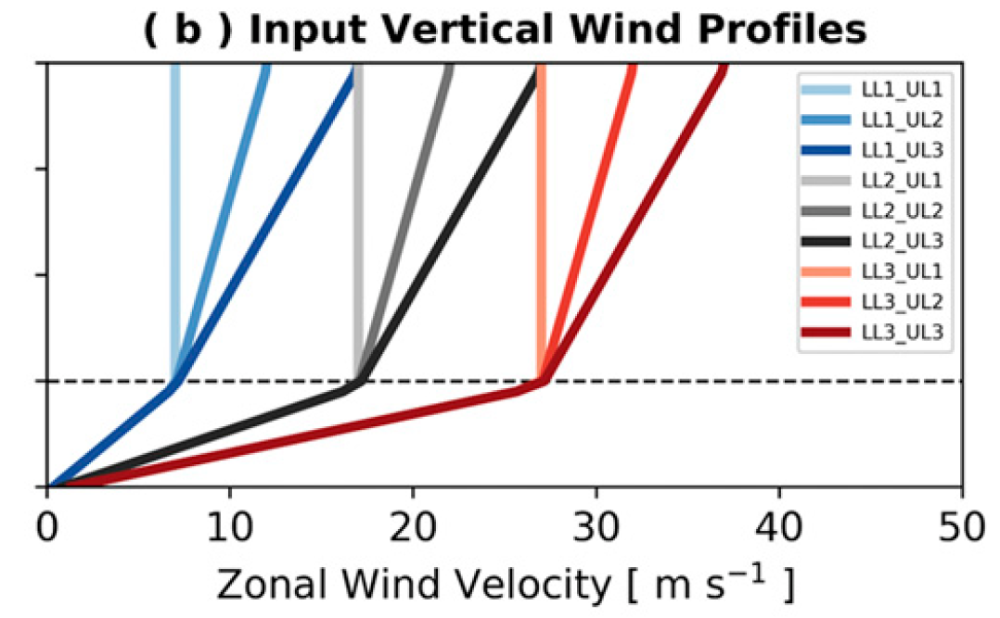 ( b ) Input Vertical Wind Profiles
LL1_UL1
LL1_UL2
LL1_UL3
LL2_UL1
LL2_UL2
LL2_UL3
LL3_UL1
LL3_UL2
LL3_UL3
0 10 20 30 40 50
Zonal Wind Velocity [ m s⁻¹ ]